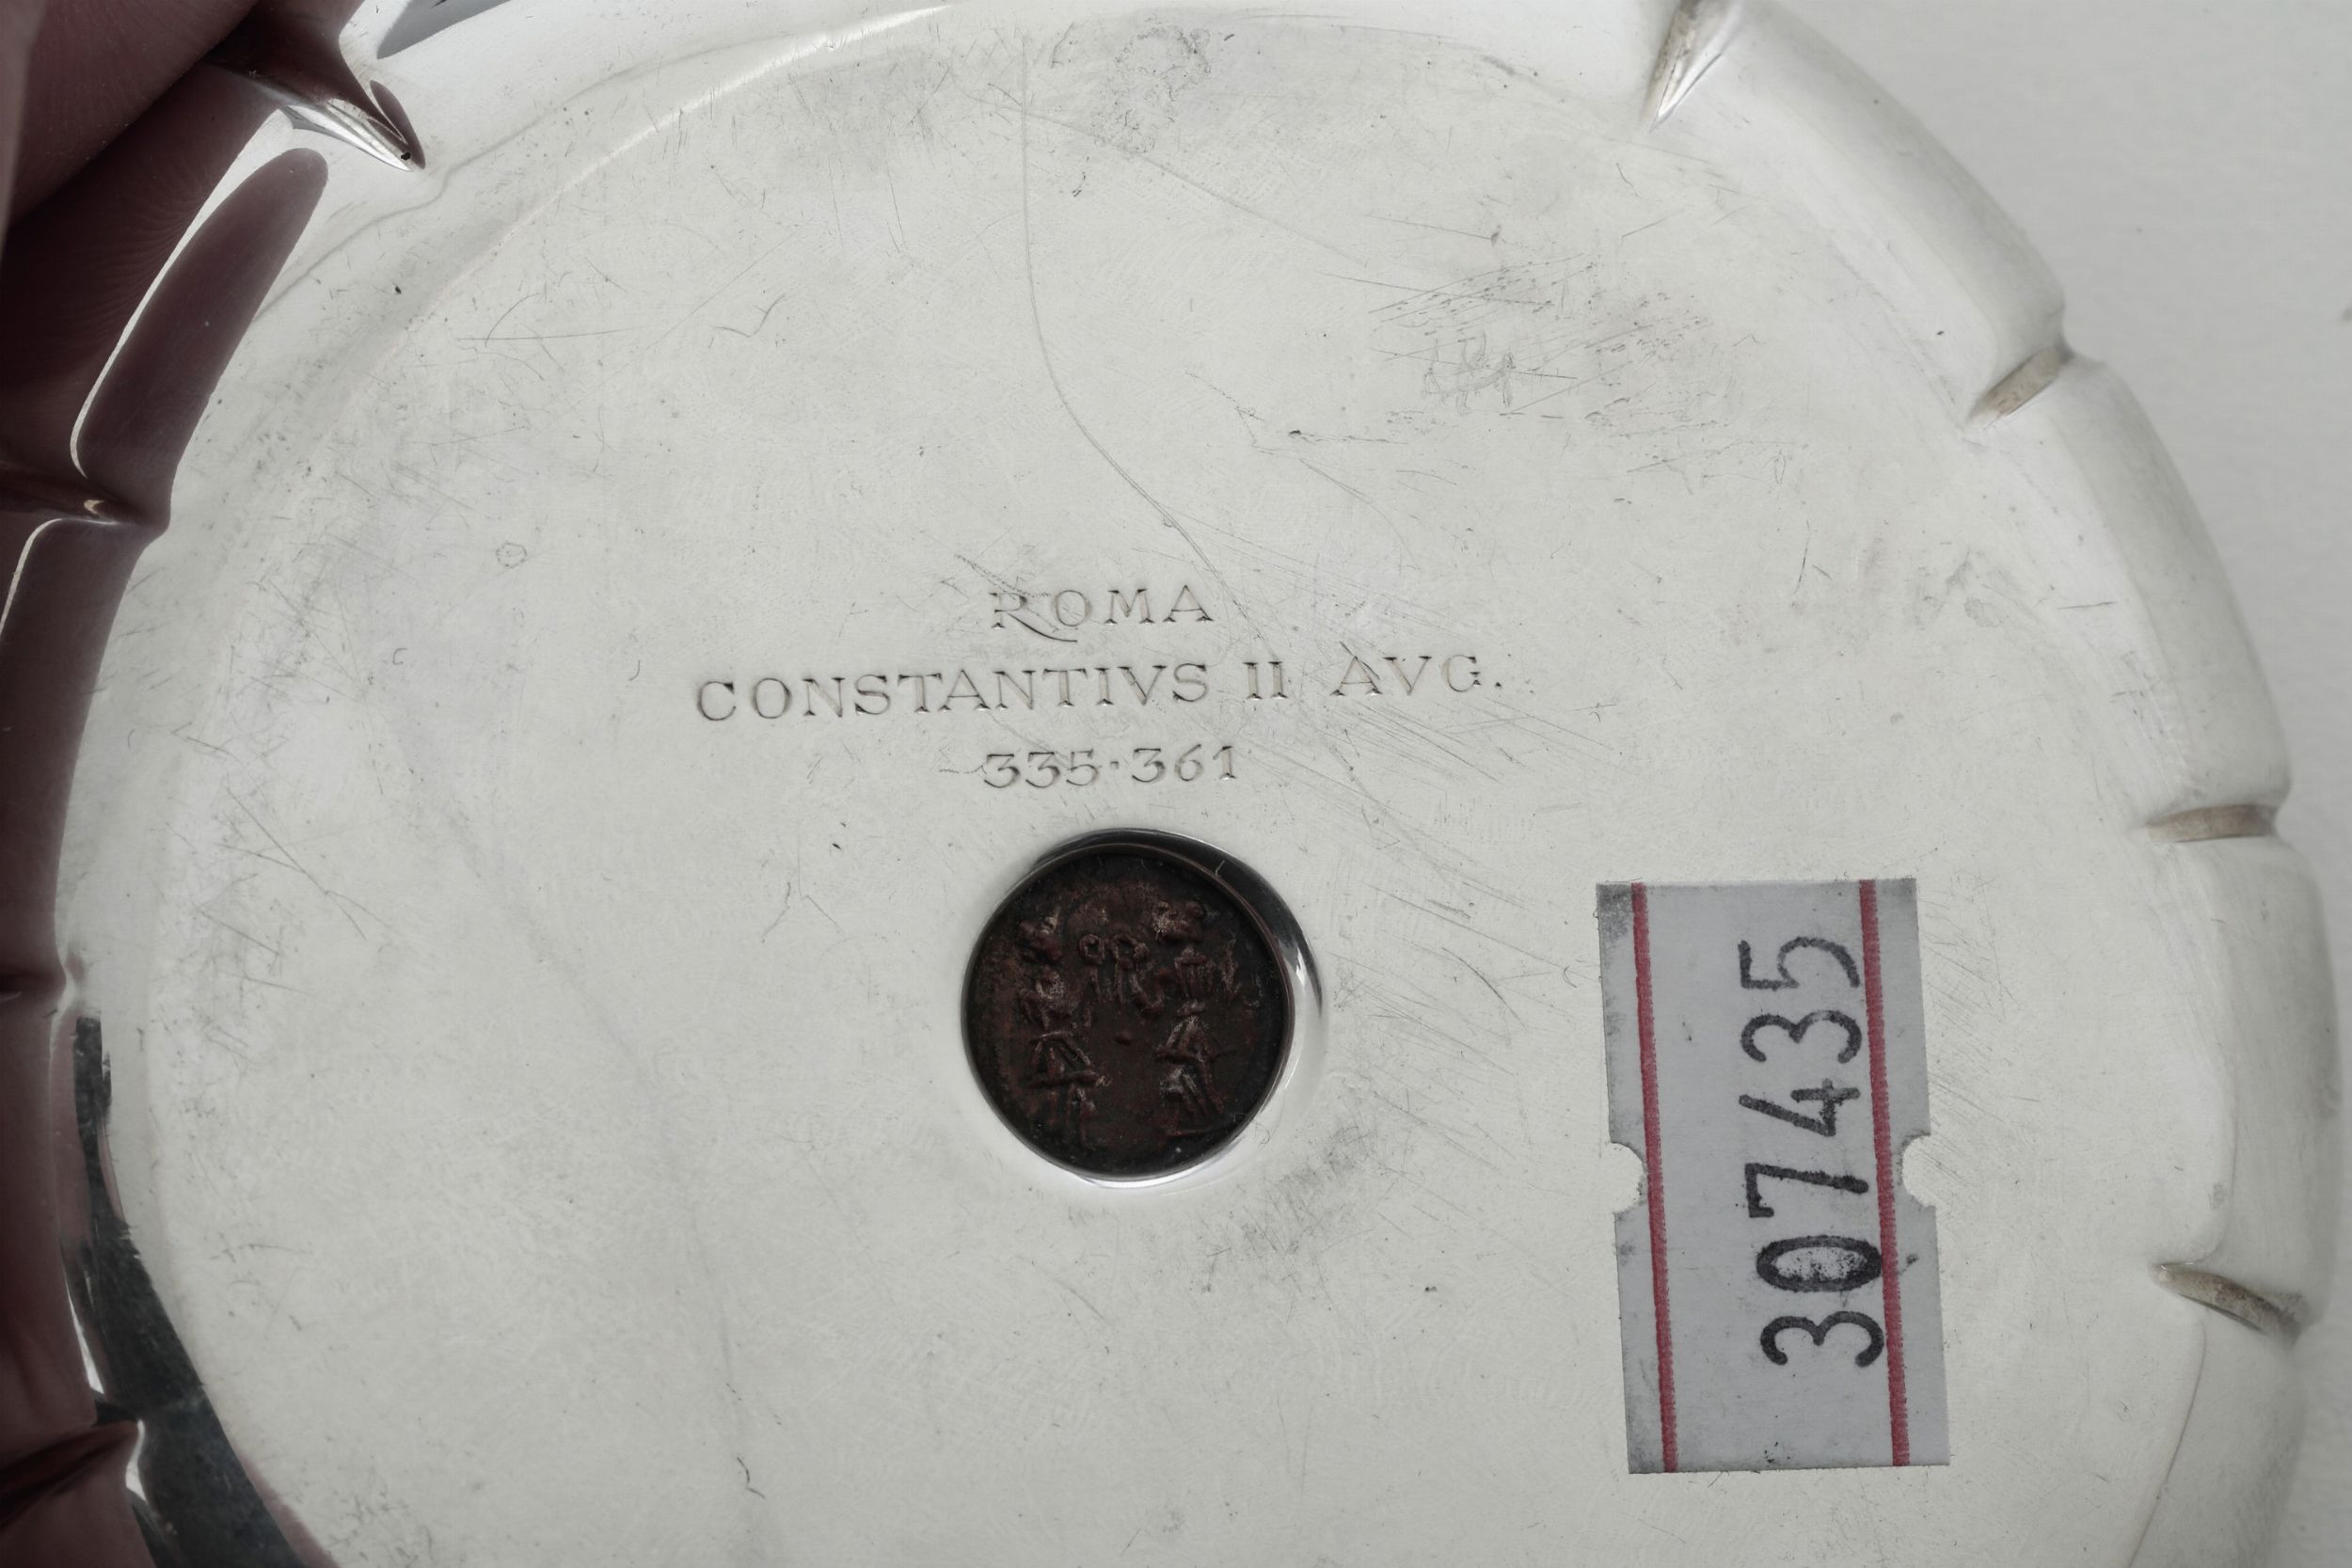 ROMA
CONSTANTIVS II AVG.
335·361
307435